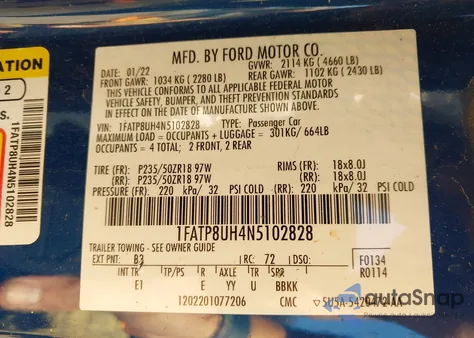 MFD. BY FORD MOTOR CO.
01/22 GVWR: 2114 KG ( 4660 LB)
FRONT GAWR: 1034 KG ( 2280 LB) REAR GAWR: 1102 KG ( 2430 LB)
THIS VEHICLE CONFORMS TO ALL APPLICABLE FEDERAL MOTOR
VEHICLE SAFETY, BUMPER, AND THEFT PREVENTION STANDARDS
IN EFFECT ON THE DATE OF MANUFACTURE SHOWN ABOVE.
VIN: 1FATP8UH4N5102828 TYPE: Passenger Car
MAXIMUM LOAD = OCCUPANTS + LUGGAGE = 301KG/ 664LB
OCCUPANTS = 4 TOTAL; 2 FRONT, 2 REAR
TIRE (FR): P235/50ZR18 97W RIMS (FR): 18x8.0J
(RR): P235/50ZR18 97W (RR): 18x8.0J
PRESSURE (FR): 220 kPa/ 32 PSI COLD (RR): 220 kPa/ 32 PSI COLD
1FATP8UH4N5102828
TRAILER TOWING - SEE OWNER GUIDE
EXT PNT: B3 RC: 72 DSO: F0134
INT TR TP/PS R AXLE TR SPR R0114
E1 E YY U BBKK
1202201077206 CMC
ATION
2
S.
1FATP8UH4N5102828
autoSnap